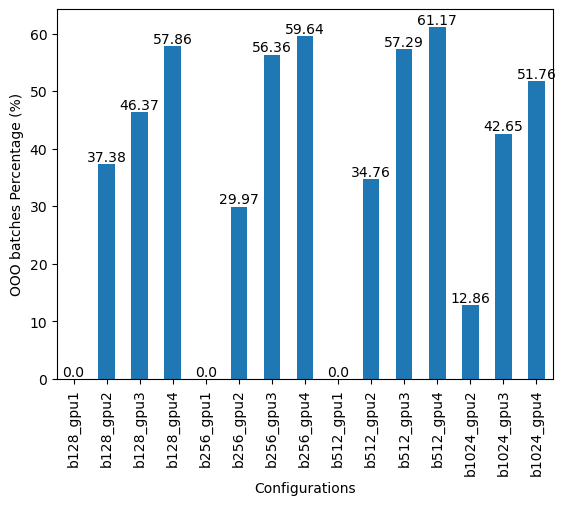 OOO batches Percentage (%)
60
50
40
30
20
10
0
0.0
37.38
46.37
57.86
0.0
29.97
56.36
59.64
0.0
34.76
57.29
61.17
12.86
42.65
51.76
b128_gpu1
b128_gpu2
b128_gpu3
b128_gpu4
b256_gpu1
b256_gpu2
b256_gpu3
b256_gpu4
b512_gpu1
b512_gpu2
b512_gpu3
b512_gpu4
b1024_gpu2
b1024_gpu3
b1024_gpu4
Configurations